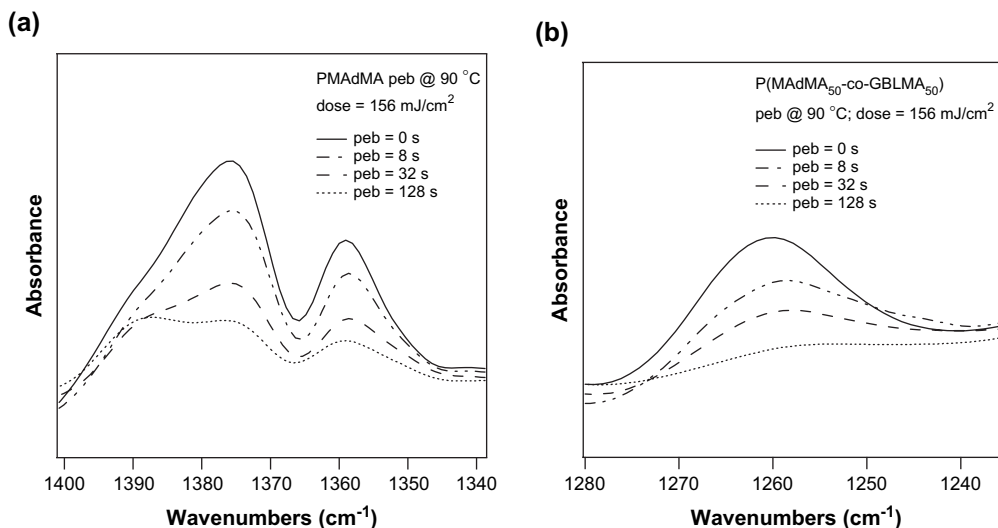 (a)
PMAdMA peb @ 90 °C
dose = 156 mJ/cm²
peb = 0 s
peb = 8 s
peb = 32 s
peb = 128 s
Absorbance
1400 1390 1380 1370 1360 1350 1340
Wavenumbers (cm⁻¹)
(b)
P(MAdMA₅₀-co-GBLMA₅₀)
peb @ 90 °C; dose = 156 mJ/cm²
peb = 0 s
peb = 8 s
peb = 32 s
peb = 128 s
Absorbance
1280 1270 1260 1250 1240
Wavenumbers (cm⁻¹)